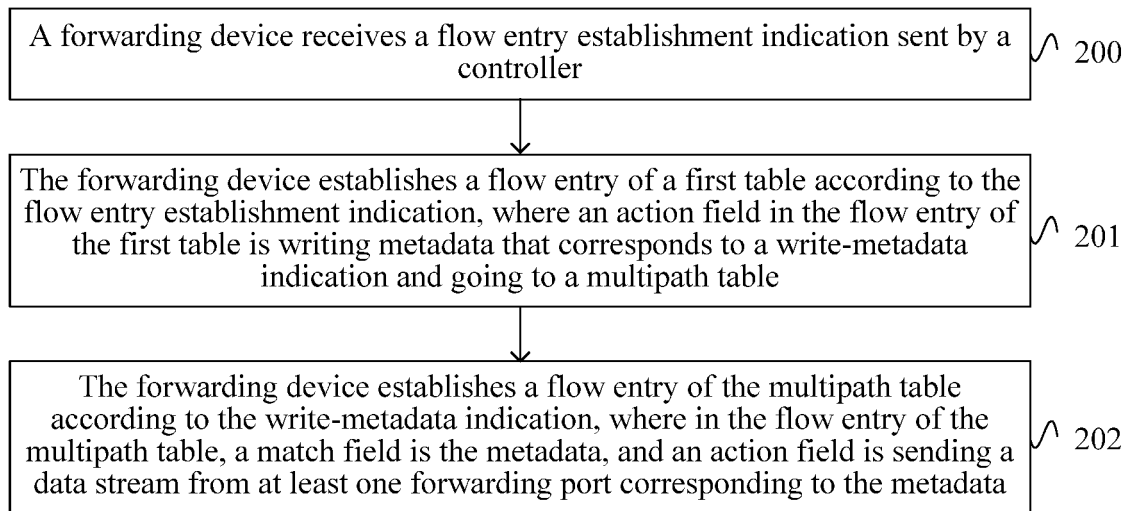 A forwarding device receives a flow entry establishment indication sent by a
controller
200
The forwarding device establishes a flow entry of a first table according to the
flow entry establishment indication, where an action field in the flow entry of
the first table is writing metadata that corresponds to a write-metadata
indication and going to a multipath table
201
The forwarding device establishes a flow entry of the multipath table
according to the write-metadata indication, where in the flow entry of the
multipath table, a match field is the metadata, and an action field is sending a
data stream from at least one forwarding port corresponding to the metadata
202